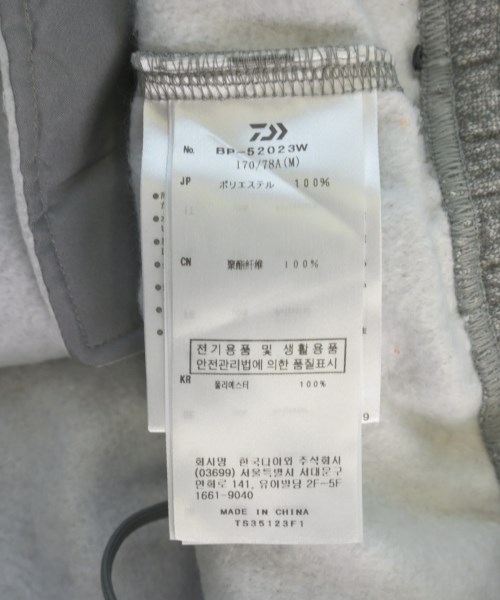 No. BP-52023W
170/78A(M)
JP ポリエステル 100%
CN 聚酯纤维 100%
전기용품 및 생활용품
안전관리법에 의한 품질표시
KR 폴리에스터 100%
회사명 한국다이와 주식회사
(03699) 서울특별시 서대문구
연희로 141, 유아빌딩 2F-5F
1661-9040
MADE IN CHINA
TS35123F1
9